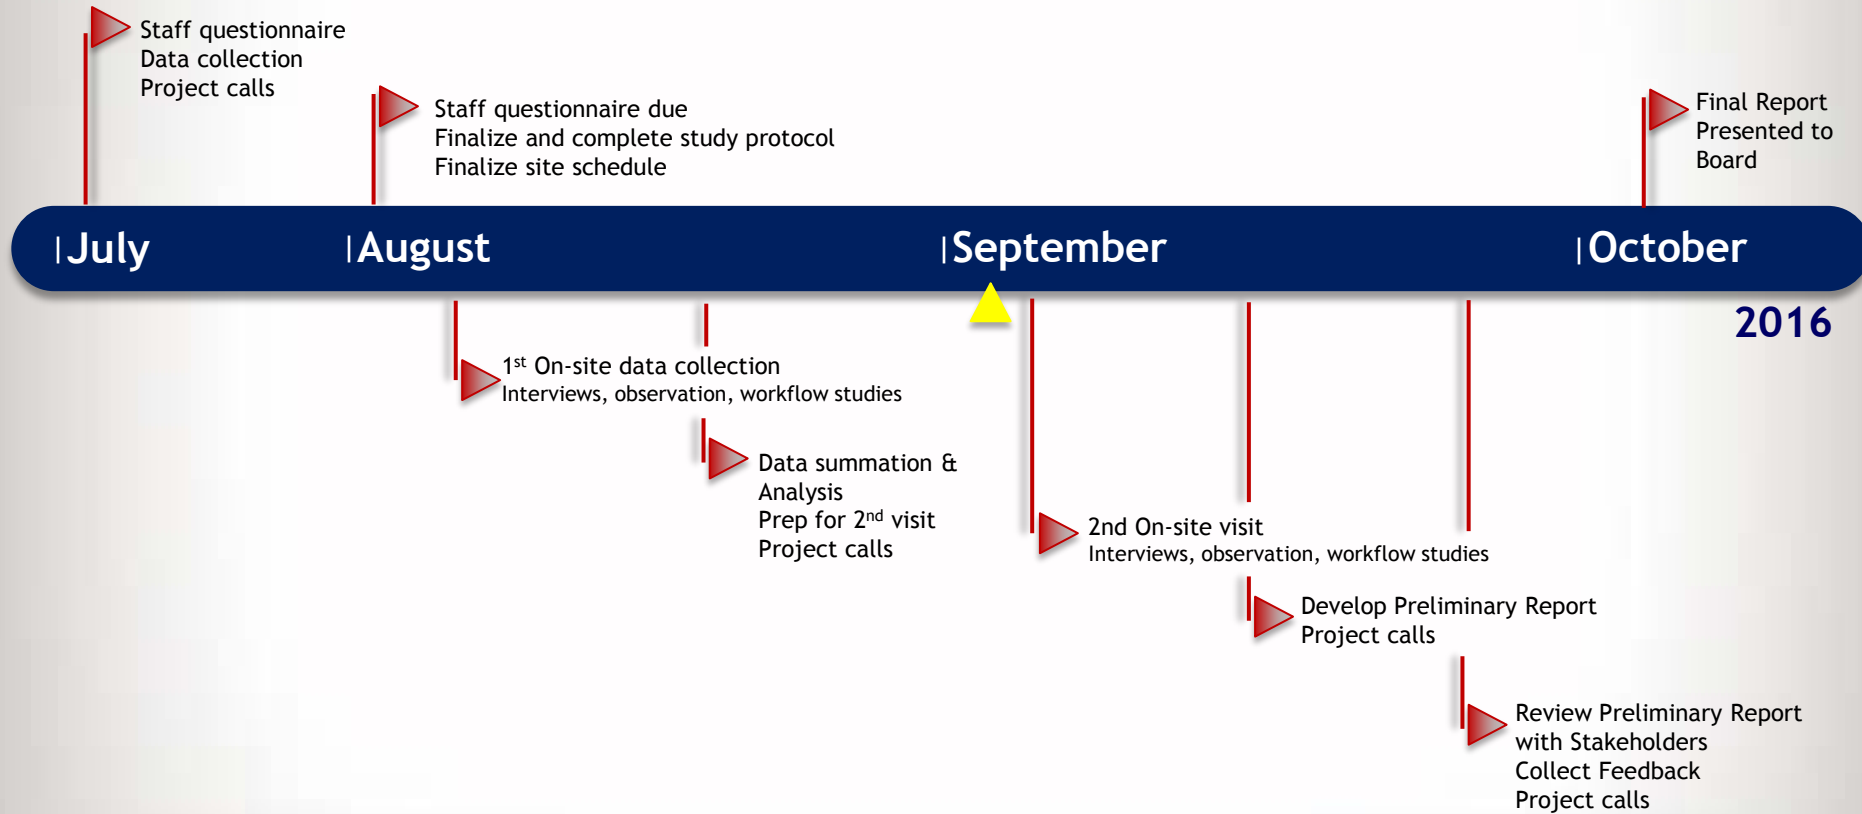 Staff questionnaire
Data collection
Project calls
Staff questionnaire due
Finalize and complete study protocol
Finalize site schedule
Final Report
Presented to
Board
|July
|August
|September
|October
2016
1st On-site data collection
Interviews, observation, workflow studies
Data summation &
Analysis
Prep for 2nd visit
Project calls
2nd On-site visit
Interviews, observation, workflow studies
Develop Preliminary Report
Project calls
Review Preliminary Report
with Stakeholders
Collect Feedback
Project calls